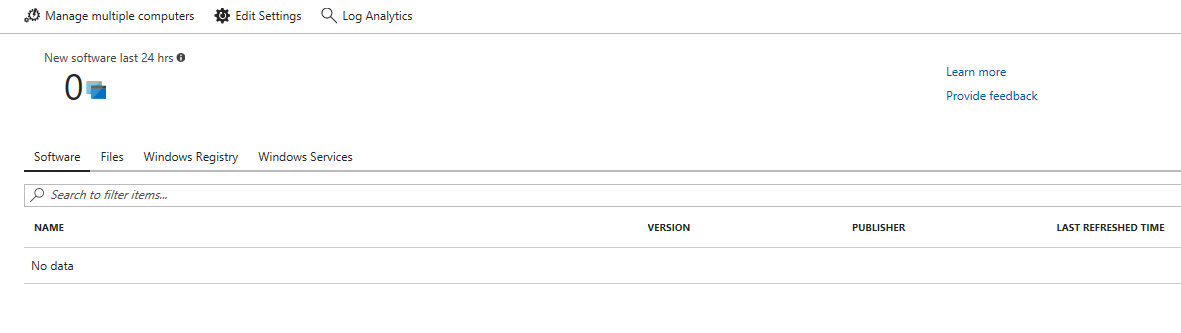 Manage multiple computers Edit Settings Log Analytics
New software last 24 hrs
0
Learn more
Provide feedback
Software Files Windows Registry Windows Services
Search to filter items...
NAME VERSION PUBLISHER LAST REFRESHED TIME
No data